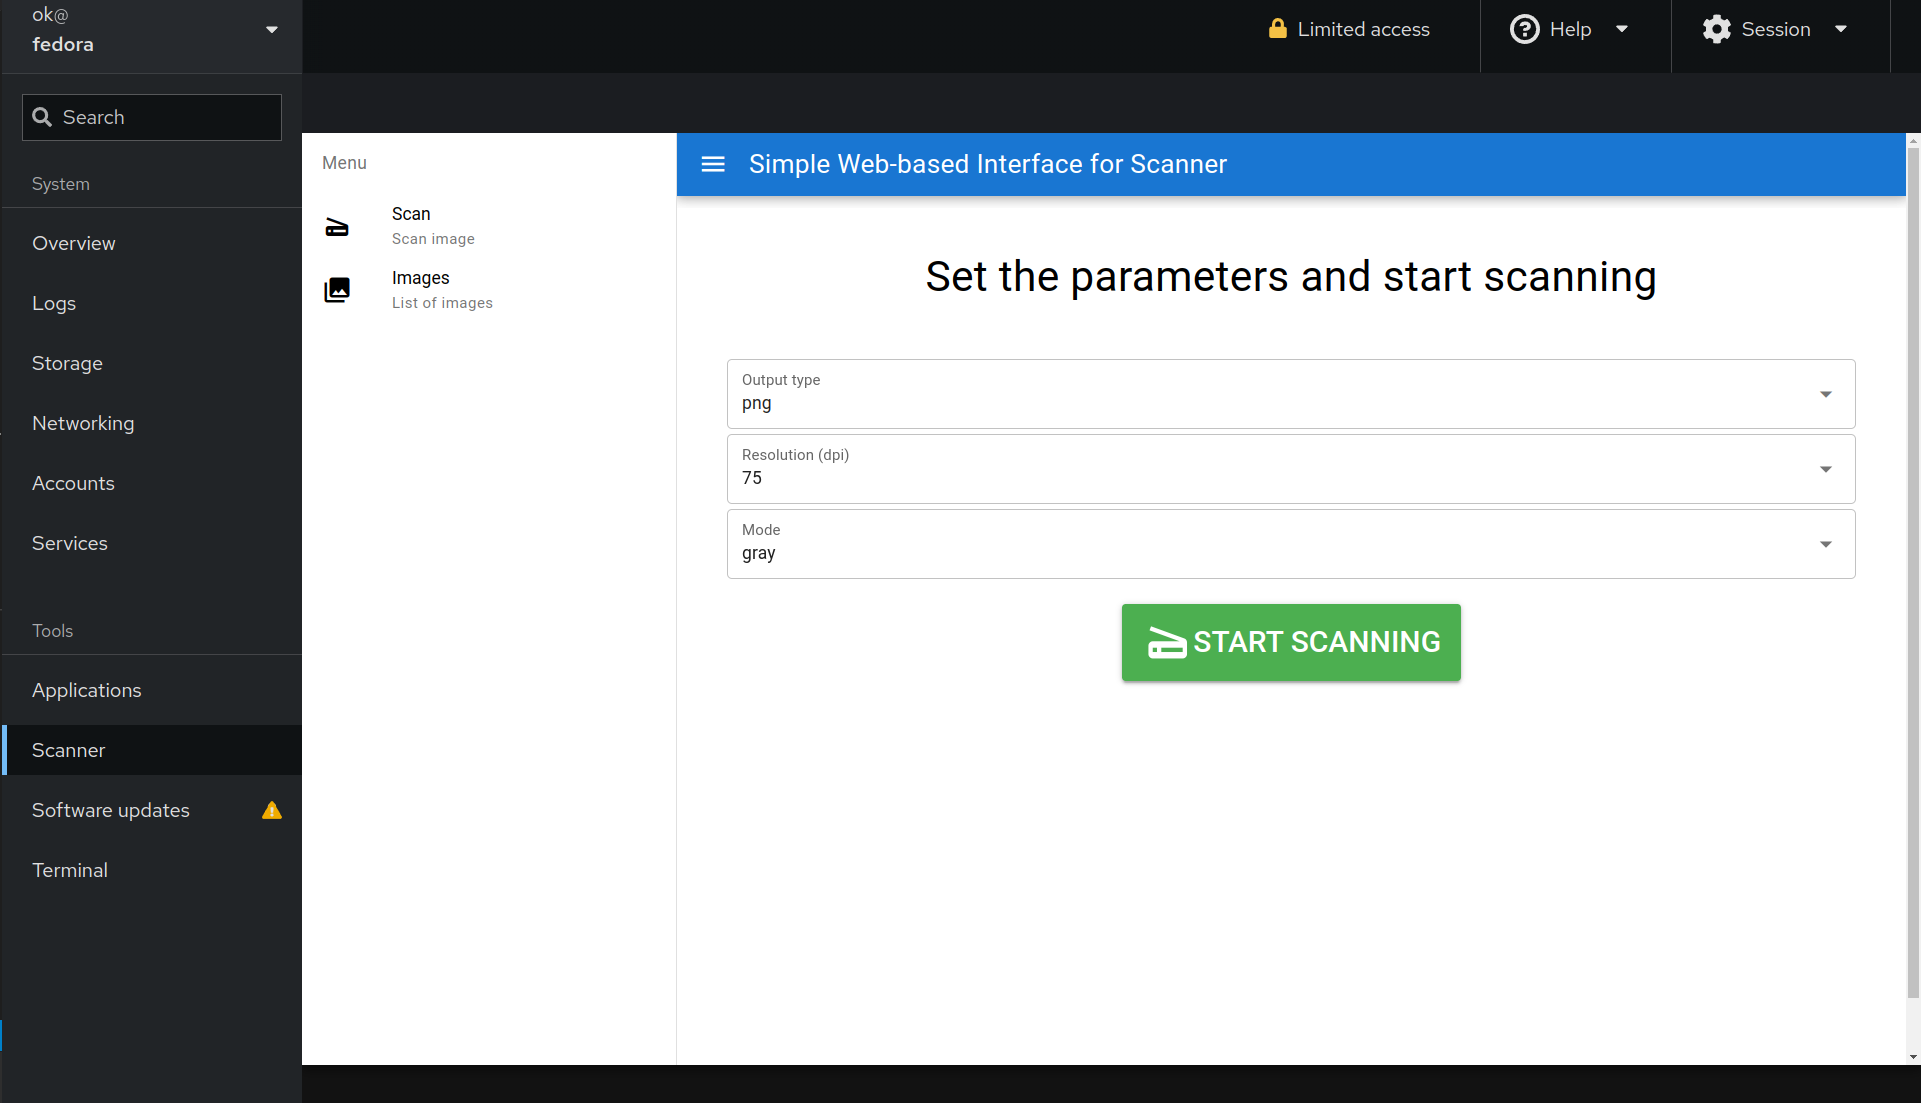 ok@
fedora
Limited access
Help
Session
Search
System
Overview
Logs
Storage
Networking
Accounts
Services
Tools
Applications
Scanner
Software updates
Terminal
Menu
Scan
Scan image
Images
List of images
Simple Web-based Interface for Scanner
Set the parameters and start scanning
Output type
png
Resolution (dpi)
75
Mode
gray
START SCANNING